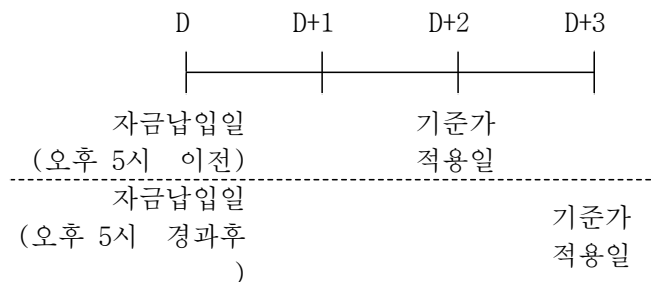 D D+1 D+2 D+3
자금납입일 기준가
(오후 5시 이전) 적용일
자금납입일
(오후 5시 경과후
)
기준가
적용일